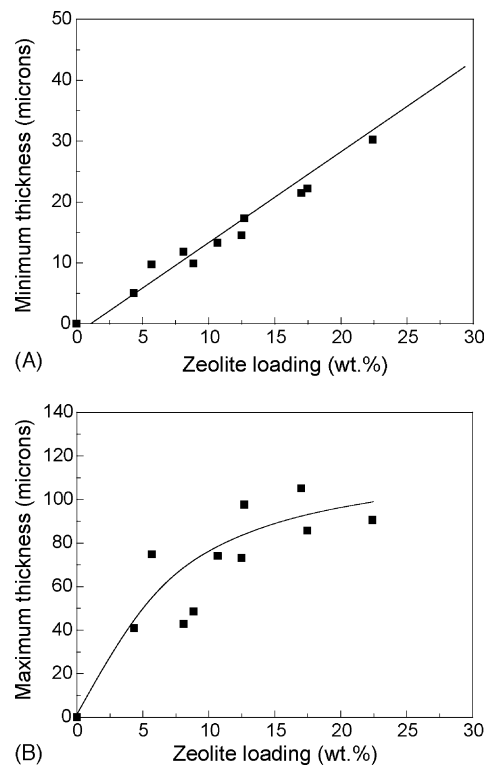 50
40
30
20
10
0
0 5 10 15 20 25 30
Minimum thickness (microns)
Zeolite loading (wt.%)
(A)
140
120
100
80
60
40
20
0
0 5 10 15 20 25 30
Maximum thickness (microns)
Zeolite loading (wt.%)
(B)